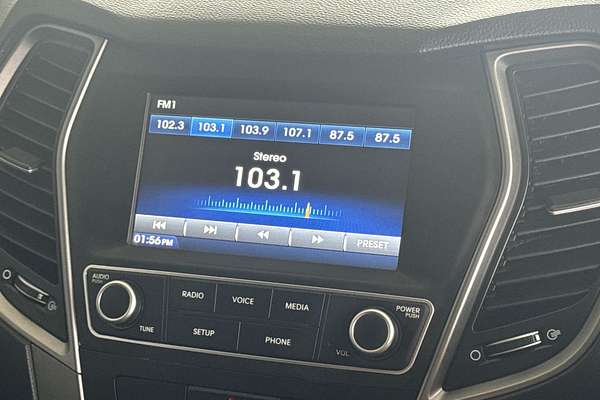 FM1
102.3 103.1 103.9 107.1 87.5 87.5
Stereo
103.1
PRESET
01:56PM
AUDIO
PUSH
TUNE
RADIO VOICE MEDIA
SETUP PHONE
POWER
PUSH
VOL